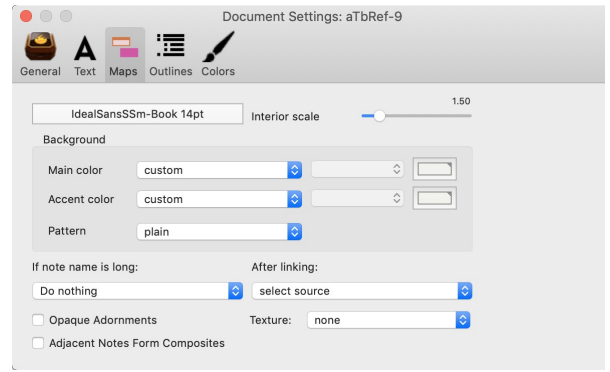 Document Settings: aTbRef-9
General Text Maps Outlines Colors
IdealSansSSm-Book 14pt
Interior scale
1.50
Background
Main color custom
Accent color custom
Pattern plain
If note name is long: After linking:
Do nothing select source
Opaque Adornments Texture: none
Adjacent Notes Form Composites